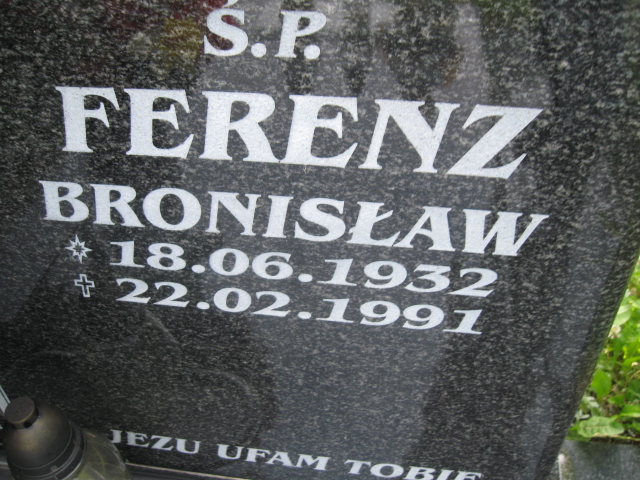 Ś.P.
FERENZ
BRONISŁAW
18.06.1932
22.02.1991
JEZU UFAM TOBIE